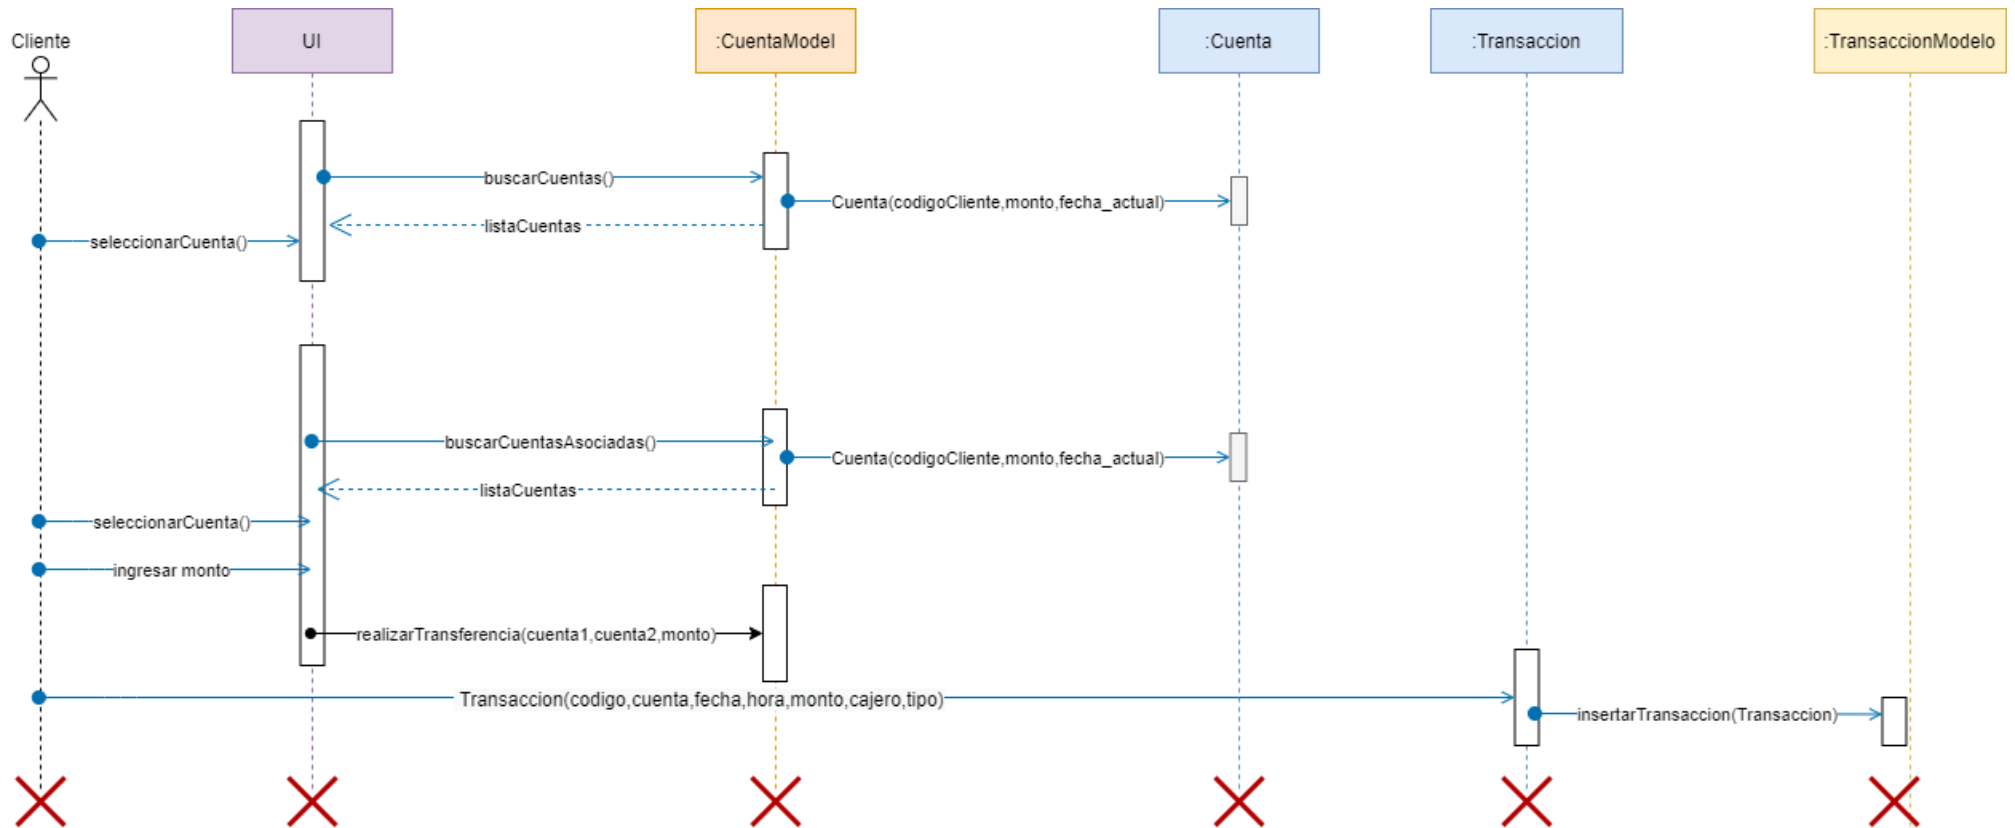 Cliente
UI
:CuentaModel
:Cuenta
:Transaccion
:TransaccionModelo
buscarCuentas()
Cuenta(codigoCliente,monto,fecha_actual)
listaCuentas
seleccionarCuenta()
buscarCuentasAsociadas()
Cuenta(codigoCliente,monto,fecha_actual)
listaCuentas
seleccionarCuenta()
ingresar monto
realizarTransferencia(cuenta1,cuenta2,monto)
Transaccion(codigo,cuenta,fecha,hora,monto,cajero,tipo)
insertarTransaccion(Transaccion)